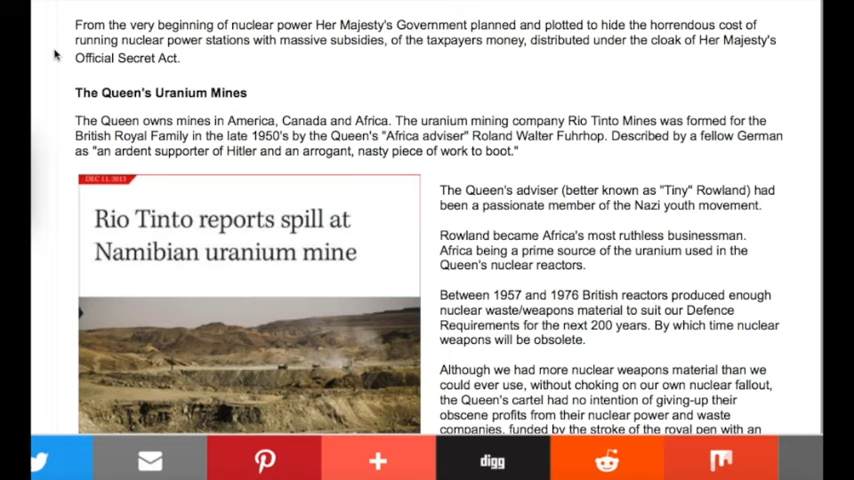 From the very beginning of nuclear power Her Majesty's Government planned and plotted to hide the horrendous cost of
running nuclear power stations with massive subsidies, of the taxpayers money, distributed under the cloak of Her Majesty's
Official Secret Act.
The Queen's Uranium Mines
The Queen owns mines in America, Canada and Africa. The uranium mining company Rio Tinto Mines was formed for the
British Royal Family in the late 1950's by the Queen's "Africa adviser" Roland Walter Fuhrhop. Described by a fellow German
as "an ardent supporter of Hitler and an arrogant, nasty piece of work to boot."
DEC 11, 2013
Rio Tinto reports spill at
Namibian uranium mine
The Queen's adviser (better known as "Tiny" Rowland) had
been a passionate member of the Nazi youth movement.
Rowland became Africa's most ruthless businessman.
Africa being a prime source of the uranium used in the
Queen's nuclear reactors.
Between 1957 and 1976 British reactors produced enough
nuclear waste/weapons material to suit our Defence
Requirements for the next 200 years. By which time nuclear
weapons will be obsolete.
Although we had more nuclear weapons material than we
could ever use, without choking on our own nuclear fallout,
the Queen's cartel had no intention of giving-up their
obscene profits from their nuclear power and waste
companies, funded by the stroke of the royal pen with an
digg